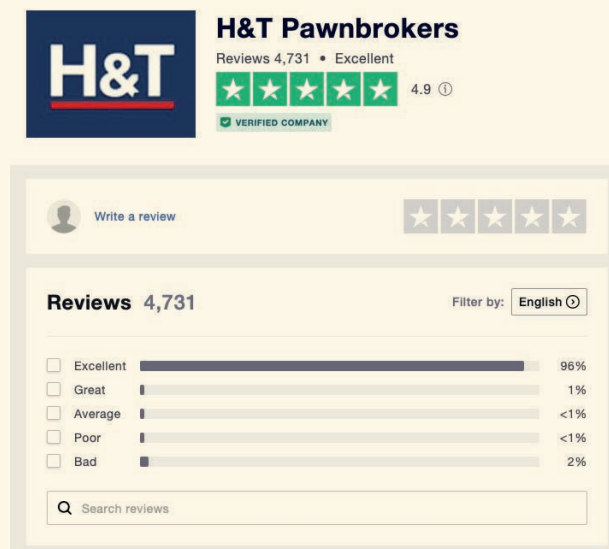 H&T
H&T Pawnbrokers
Reviews 4,731 • Excellent
4.9
VERIFIED COMPANY
Write a review
Reviews 4,731
Filter by: English
Excellent 96%
Great 1%
Average <1%
Poor <1%
Bad 2%
Search reviews